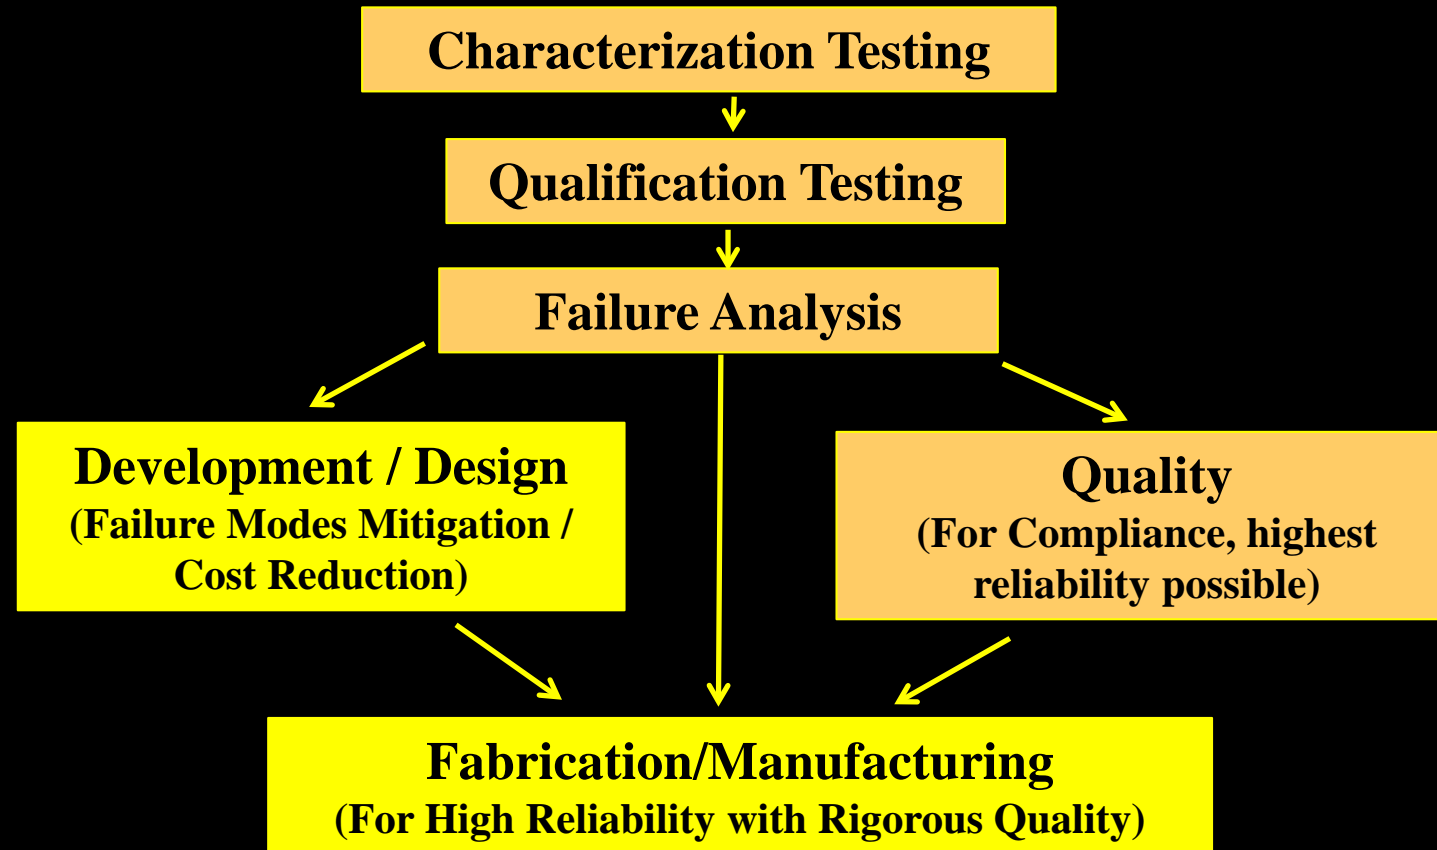 Characterization Testing
Qualification Testing
Failure Analysis
Development / Design
(Failure Modes Mitigation /
Cost Reduction)
Quality
(For Compliance, highest
reliability possible)
Fabrication/Manufacturing
(For High Reliability with Rigorous Quality)